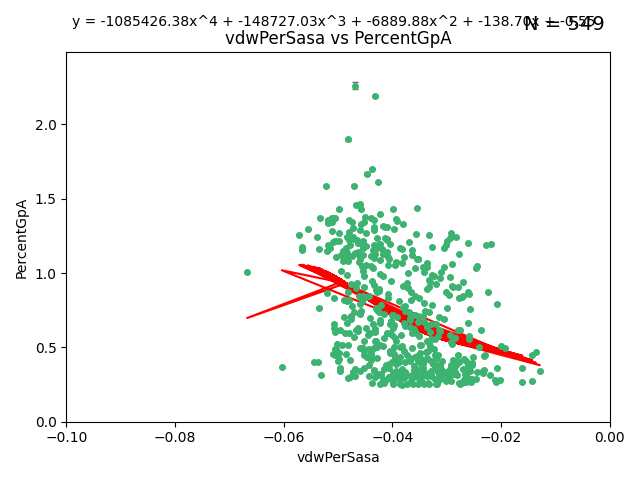 y = -1085426.38x^4 + -148727.03x^3 + -6889.88x^2 + -138.70x + -0.55
N = 549
vdwPerSasa vs PercentGpA
PercentGpA
2.0
1.5
1.0
0.5
0.0
−0.10 −0.08 −0.06 −0.04 −0.02 0.00
vdwPerSasa